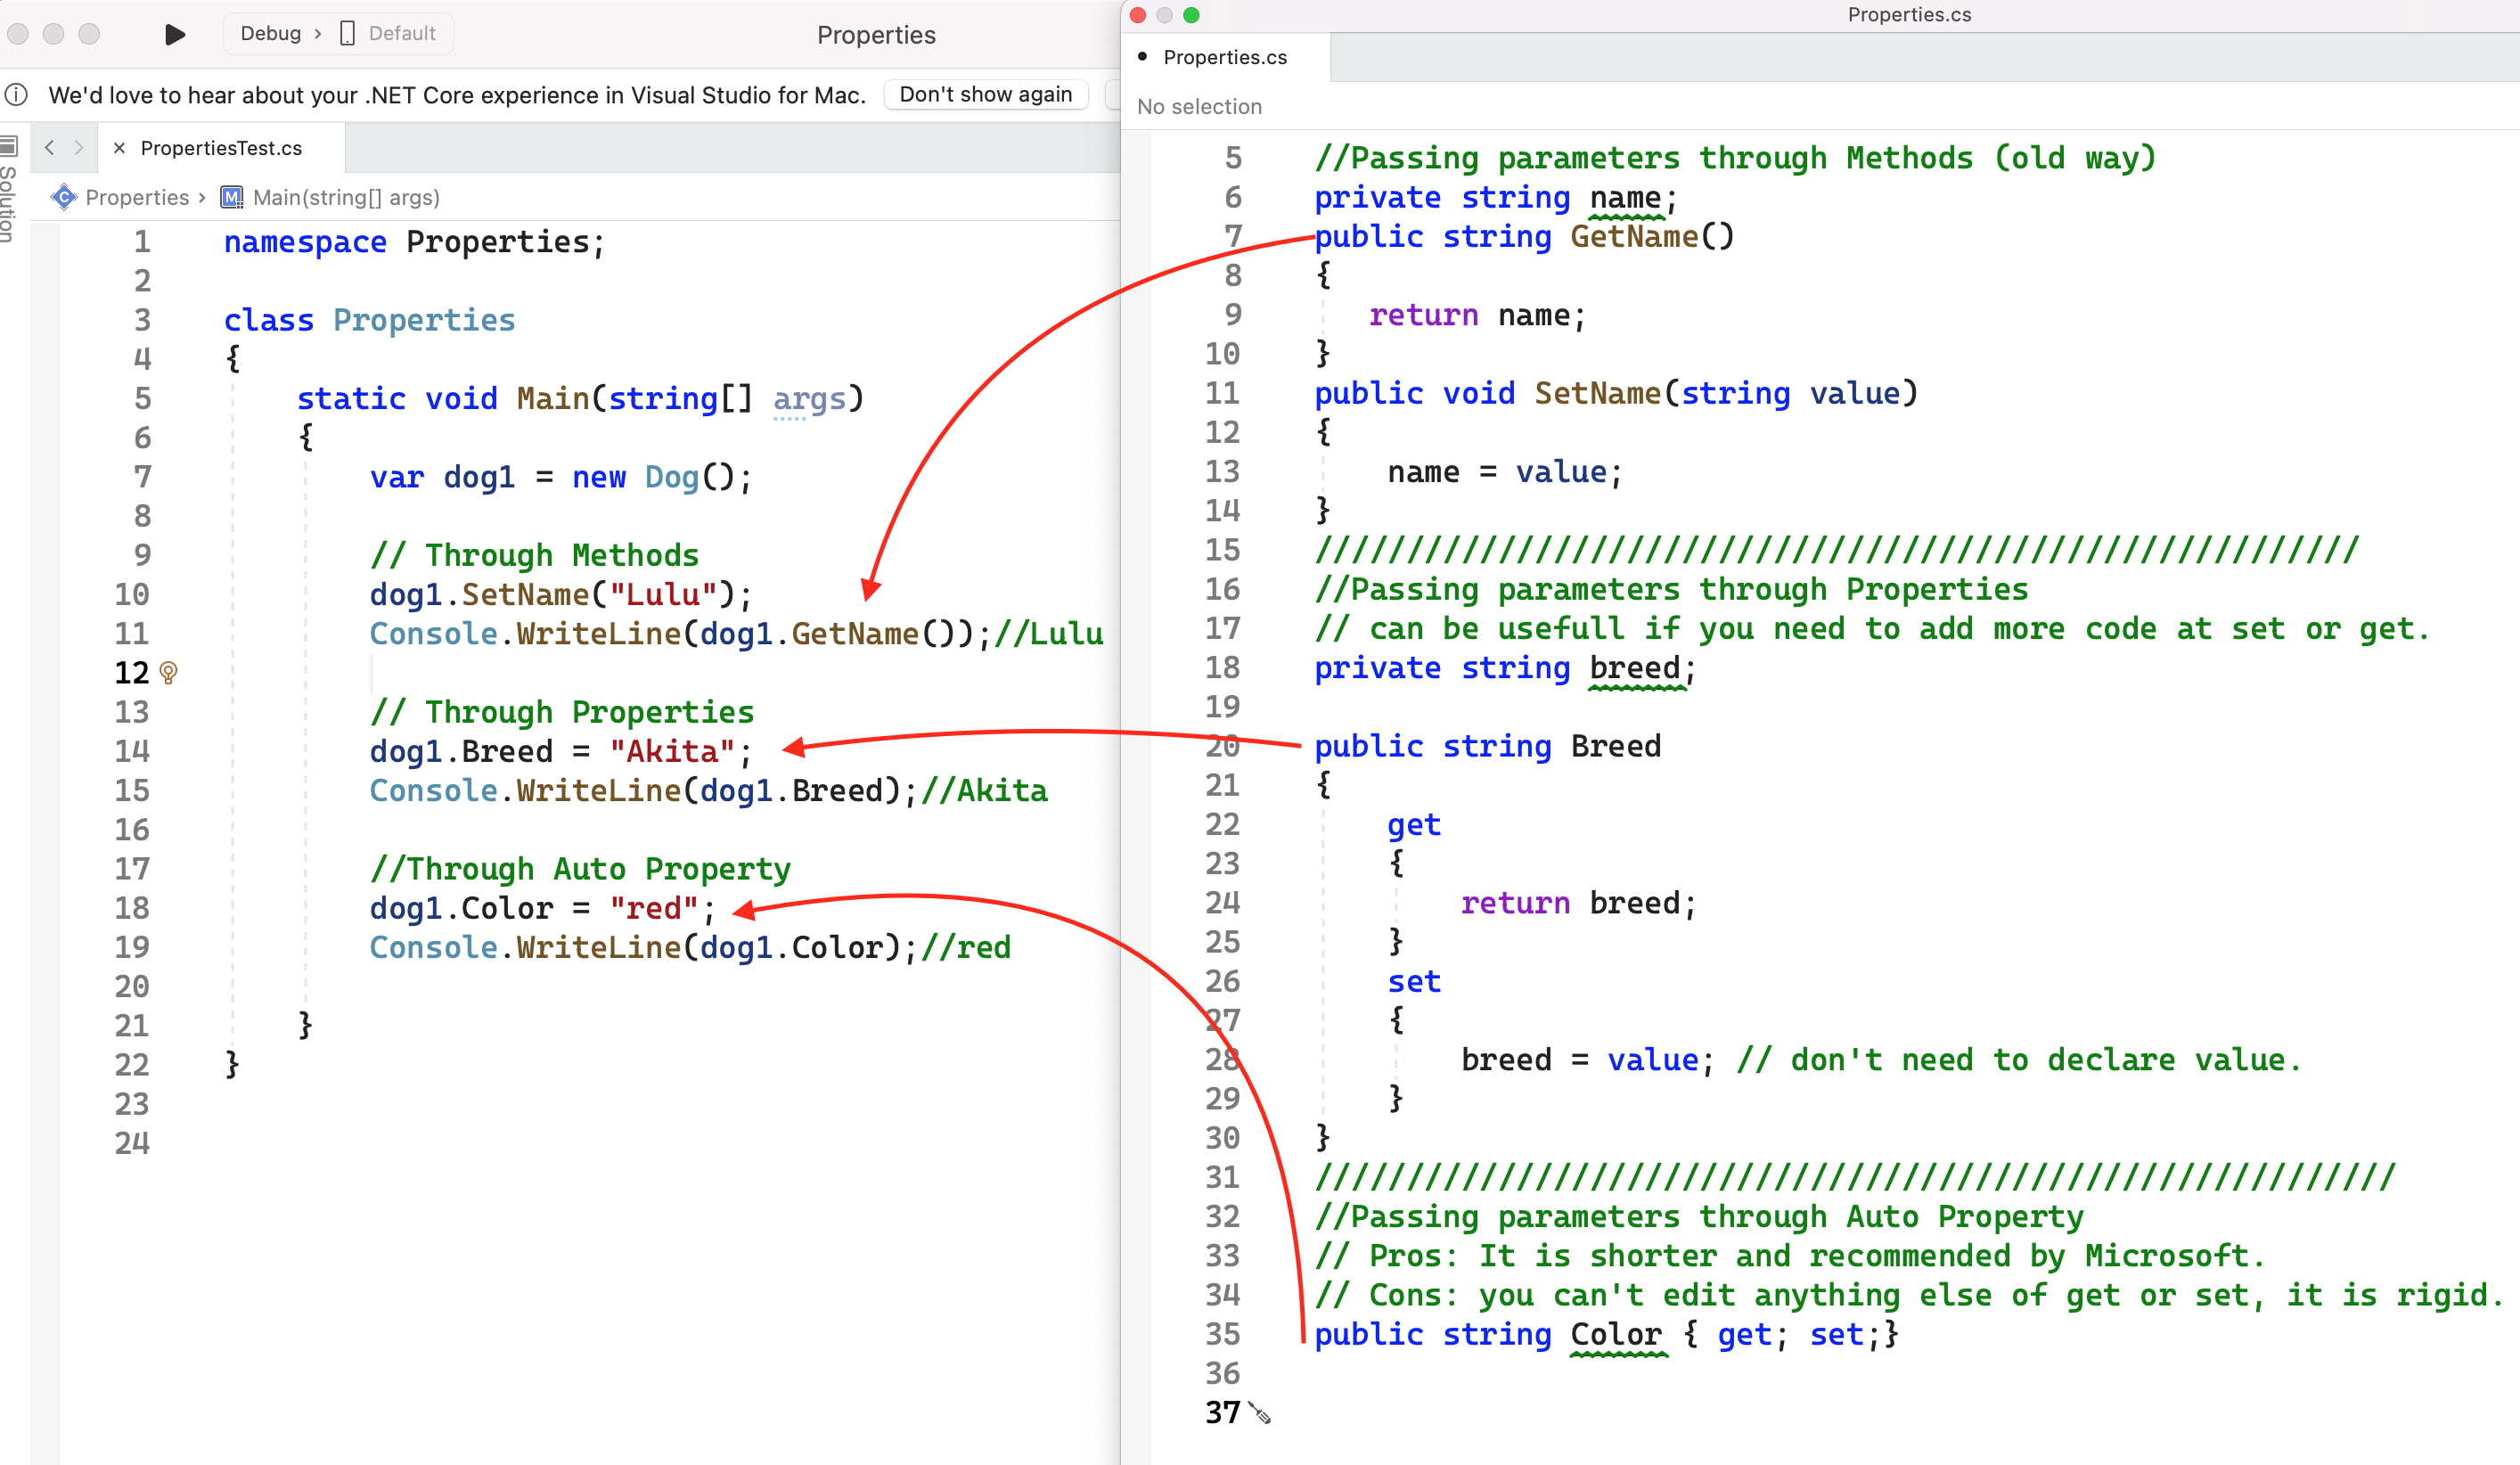 Debug > Default
Properties
We'd love to hear about your .NET Core experience in Visual Studio for Mac. Don't show again
Solution
PropertiesTest.cs
Properties > Main(string[] args)
1 namespace Properties;
2
3 class Properties
4 {
5 static void Main(string[] args)
6 {
7 var dog1 = new Dog();
8
9 // Through Methods
10 dog1.SetName("Lulu");
11 Console.WriteLine(dog1.GetName());//Lulu
12
13 // Through Properties
14 dog1.Breed = "Akita";
15 Console.WriteLine(dog1.Breed);//Akita
16
17 //Through Auto Property
18 dog1.Color = "red";
19 Console.WriteLine(dog1.Color);//red
20
21 }
22 }
23
24
Properties.cs
Properties.cs
No selection
5 //Passing parameters through Methods (old way)
6 private string name;
7 public string GetName()
8 {
9 return name;
10 }
11 public void SetName(string value)
12 {
13 name = value;
14 }
15 /////////////////////////////////////////////////////////
16 //Passing parameters through Properties
17 // can be usefull if you need to add more code at set or get.
18 private string breed;
19
20 public string Breed
21 {
22 get
23 {
24 return breed;
25 }
26 set
27 {
28 breed = value; // don't need to declare value.
29 }
30 }
31 ///////////////////////////////////////////////////////////
32 //Passing parameters through Auto Property
33 // Pros: It is shorter and recommended by Microsoft.
34 // Cons: you can't edit anything else of get or set, it is rigid.
35 public string Color { get; set;}
36
37